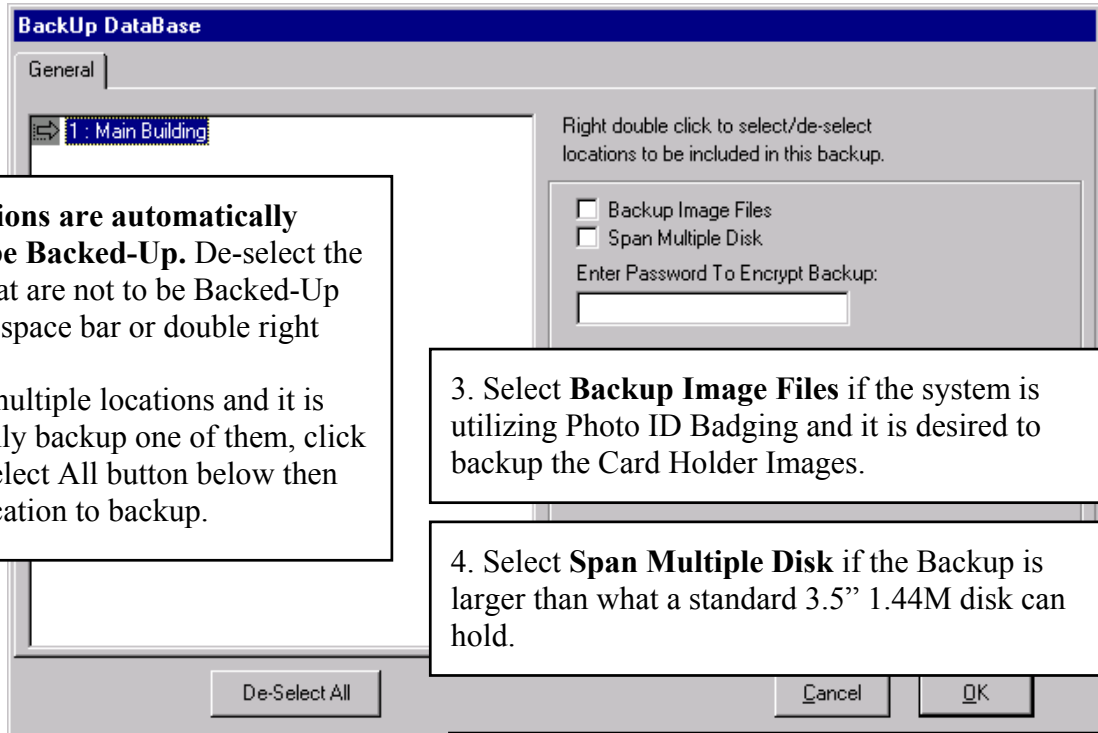 BackUp DataBase
General
1 : Main Building
Right double click to select/de-select
locations to be included in this backup.
Backup Image Files
Span Multiple Disk
Enter Password To Encrypt Backup:
ions are automatically
be Backed-Up. De-select the
at are not to be Backed-Up
space bar or double right
multiple locations and it is
ly backup one of them, click
elect All button below then
cation to backup.
3. Select Backup Image Files if the system is
utilizing Photo ID Badging and it is desired to
backup the Card Holder Images.
4. Select Span Multiple Disk if the Backup is
larger than what a standard 3.5” 1.44M disk can
hold.
De-Select All
Cancel
OK